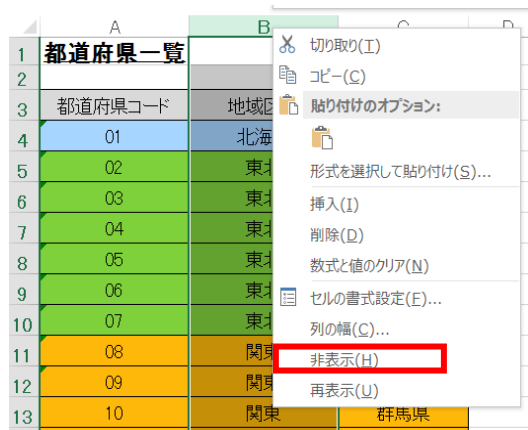 A B C D
1 都道府県一覧
2
3 都道府県コード 地域区
4 01 北海
5 02 東北
6 03 東北
7 04 東北
8 05 東北
9 06 東北
10 07 東北
11 08 関東
12 09 関東
13 10 関東 群馬県
切り取り(T)
コピー(C)
貼り付けのオプション:
形式を選択して貼り付け(S)...
挿入(I)
削除(D)
数式と値のクリア(N)
セルの書式設定(F)...
列の幅(C)...
非表示(H)
再表示(U)